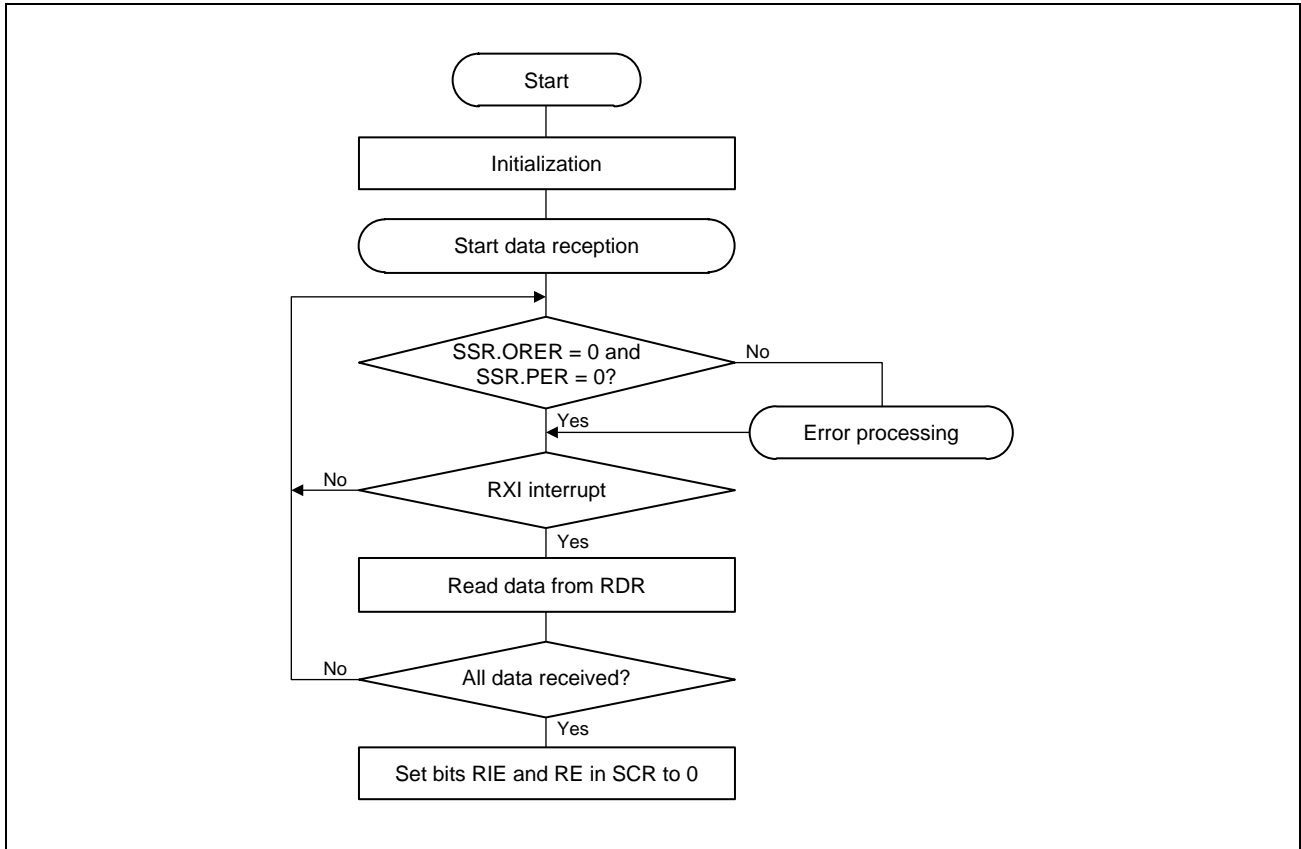 Start
Initialization
Start data reception
SSR.ORER = 0 and
SSR.PER = 0?
No
Yes
Error processing
No
RXI interrupt
Yes
Read data from RDR
No
All data received?
Yes
Set bits RIE and RE in SCR to 0